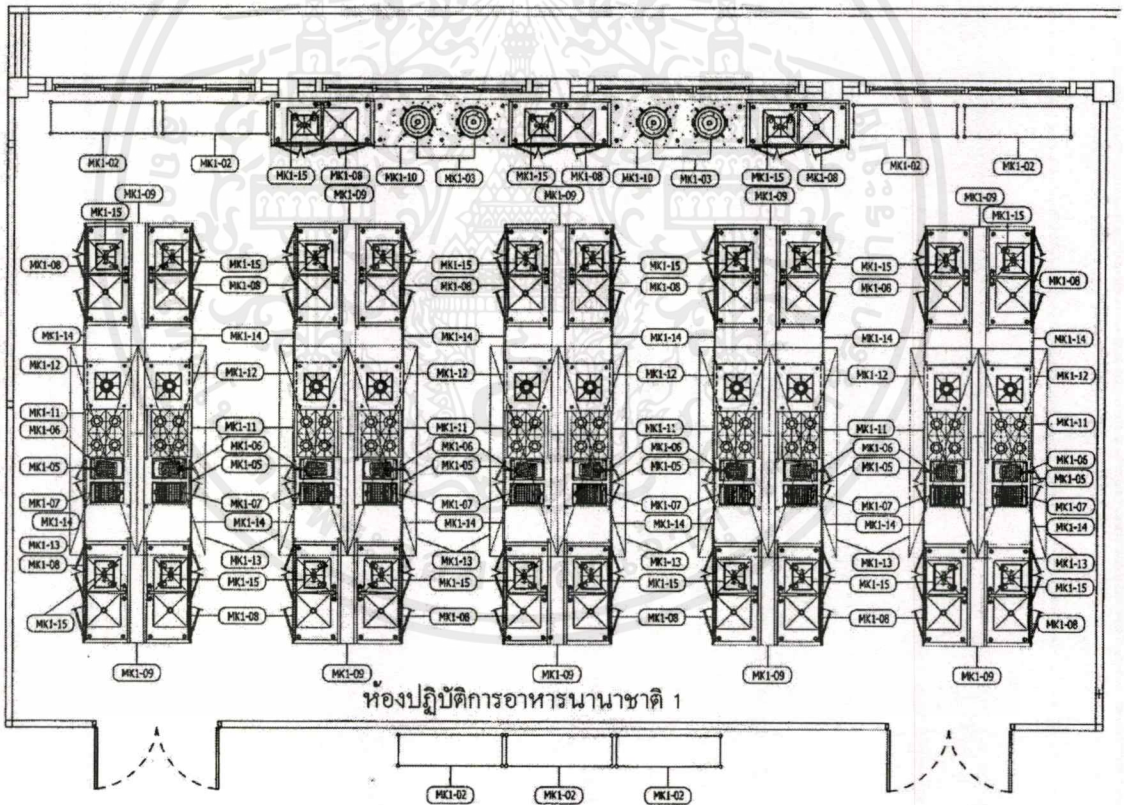 MK1-02 MK1-02 MK1-15 MK1-08 MK1-10 MK1-03 MK1-15 MK1-08 MK1-10 MK1-03 MK1-15 MK1-08 MK1-02 MK1-02
MK1-09 MK1-09 MK1-09 MK1-09 MK1-09
MK1-15 MK1-15
MK1-08 MK1-15 MK1-15 MK1-15 MK1-15 MK1-08
MK1-08 MK1-08 MK1-08 MK1-06
MK1-14 MK1-14 MK1-14 MK1-14 MK1-14 MK1-14
MK1-12 MK1-12 MK1-12 MK1-12 MK1-12 MK1-12
MK1-11 MK1-11 MK1-11 MK1-11 MK1-11 MK1-11
MK1-06 MK1-06 MK1-06 MK1-06 MK1-06 MK1-06
MK1-05 MK1-05 MK1-05 MK1-05 MK1-05 MK1-05
MK1-07 MK1-07 MK1-07 MK1-07 MK1-07 MK1-07
MK1-14 MK1-14 MK1-14 MK1-14 MK1-14 MK1-14
MK1-13 MK1-13 MK1-13 MK1-13 MK1-13 MK1-13
MK1-08 MK1-15 MK1-15 MK1-15 MK1-15 MK1-15
MK1-15 MK1-08 MK1-08 MK1-08 MK1-08 MK1-08
MK1-09 MK1-09 MK1-09 MK1-09 MK1-09
ห้องปฏิบัติการอาหารนานาชาติ 1
MK1-02 MK1-02 MK1-02